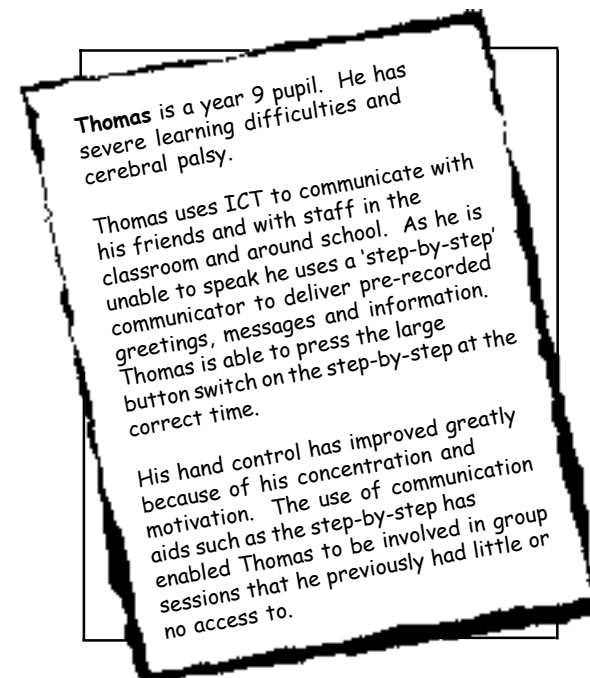 Thomas is a year 9 pupil. He has
severe learning difficulties and
cerebral palsy.
Thomas uses ICT to communicate with
his friends and with staff in the
classroom and around school. As he is
unable to speak he uses a 'step-by-step'
communicator to deliver pre-recorded
greetings, messages and information.
Thomas is able to press the large
button switch on the step-by-step at the
correct time.
His hand control has improved greatly
because of his concentration and
motivation. The use of communication
aids such as the step-by-step has
enabled Thomas to be involved in group
sessions that he previously had little or
no access to.